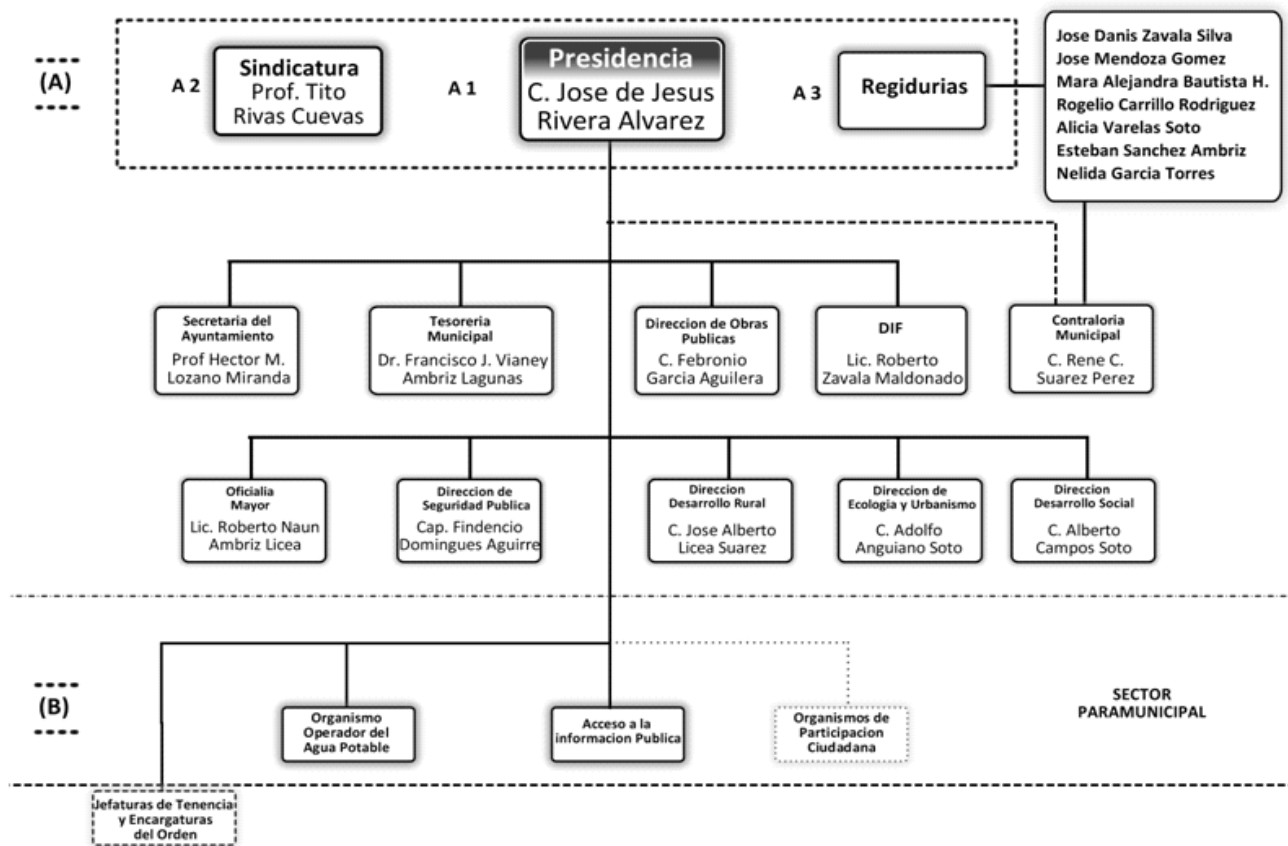 (A)
A 2
Sindicatura
Prof. Tito
Rivas Cuevas
A 1
Presidencia
C. Jose de Jesus
Rivera Alvarez
A 3
Regidurias
Jose Danis Zavala Silva
Jose Mendoza Gomez
Mara Alejandra Bautista H.
Rogelio Carrillo Rodriguez
Alicia Varelas Soto
Esteban Sanchez Ambriz
Nelida Garcia Torres
Secretaria del
Ayuntamiento
Prof Hector M.
Lozano Miranda
Tesoreria
Municipal
Dr. Francisco J. Vianey
Ambriz Lagunas
Direccion de Obras
Publicas
C. Febronio
Garcia Aguilera
DIF
Lic. Roberto
Zavala Maldonado
Contraloria
Municipal
C. Rene C.
Suarez Perez
Oficialia
Mayor
Lic. Roberto Naun
Ambriz Licea
Direccion de
Seguridad Publica
Cap. Findencio
Domingues Aguirre
Direccion
Desarrollo Rural
C. Jose Alberto
Licea Suarez
Direccion de
Ecologia y Urbanismo
C. Adolfo
Anguiano Soto
Direccion
Desarrollo Social
C. Alberto
Campos Soto
(B)
Organismo
Operador del
Agua Potable
Acceso a la
informacion Publica
Organismos de
Participacion
Ciudadana
SECTOR
PARAMUNICIPAL
Jefaturas de Tenencia
y Encargaturas
del Orden